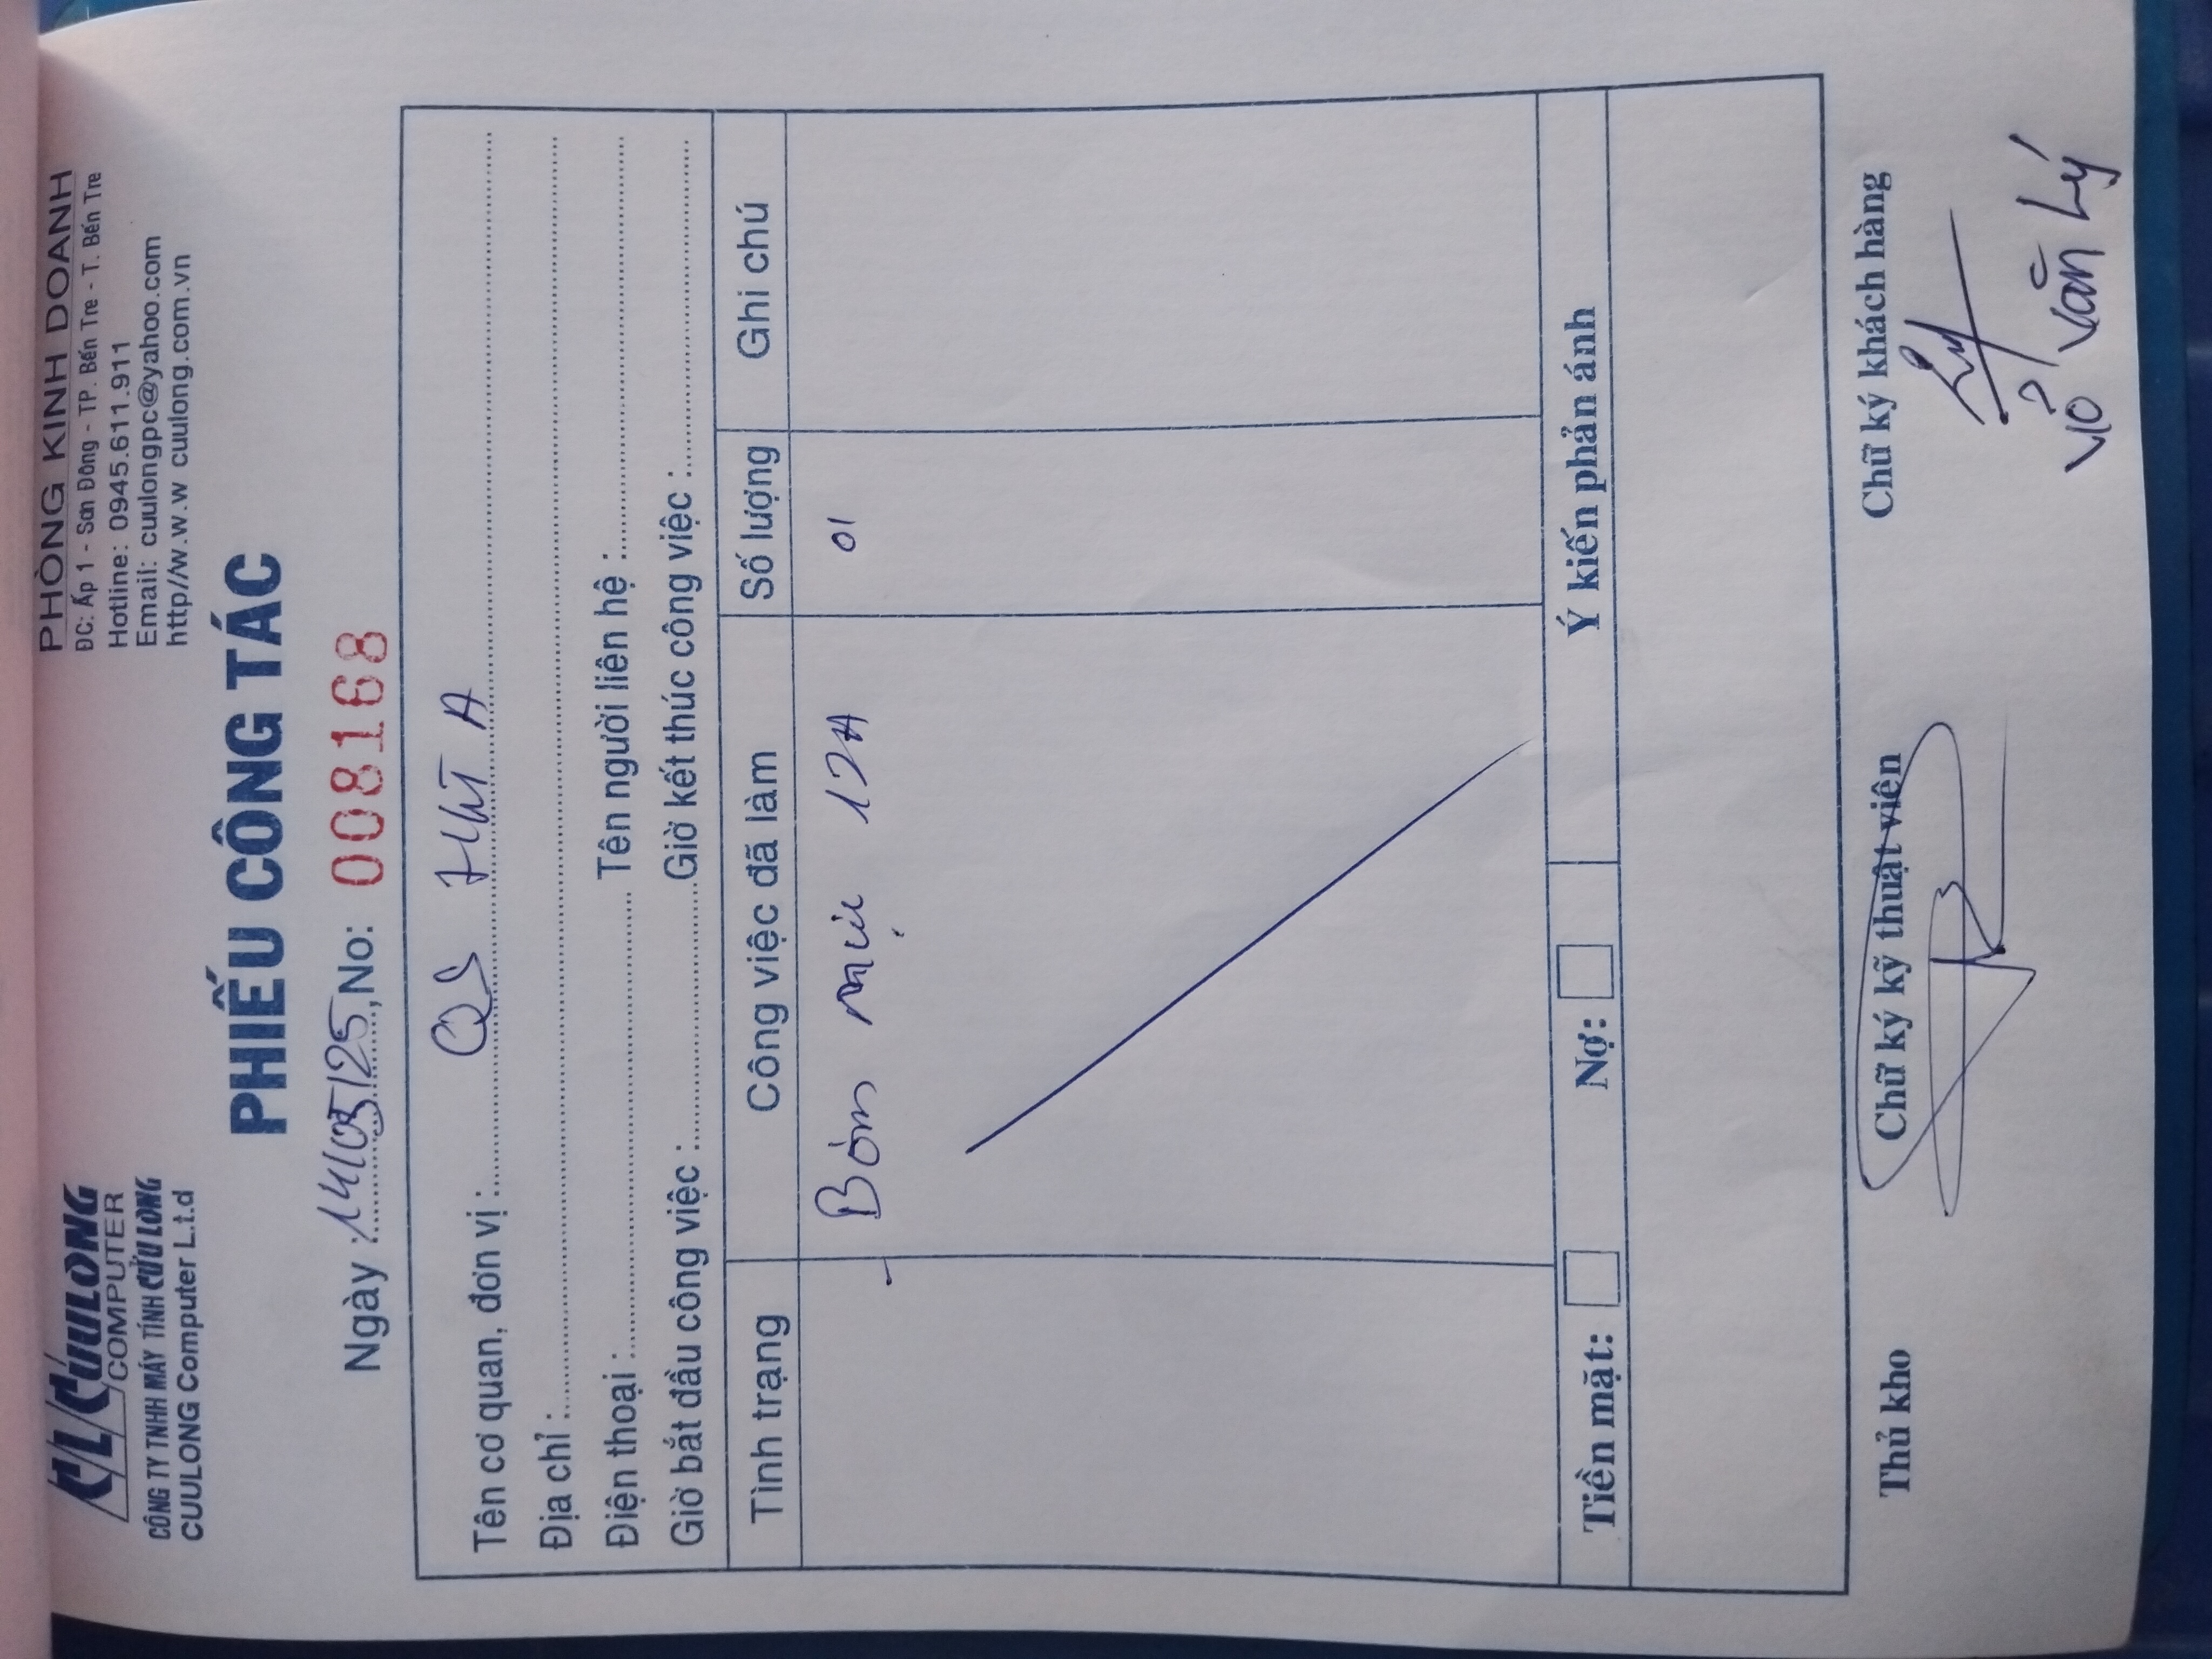 CL CỬULONG
COMPUTER
CÔNG TY TNHH MÁY TÍNH CỬU LONG
CUULONG Computer L.t.d
PHÒNG KINH DOANH
ĐC: Ấp 1 - Sơn Đông - TP. Bến Tre - T. Bến Tre
Hotline: 0945.611.911
Email: cuulongpc@yahoo.com
http//w.w.w cuulong.com.vn
PHIẾU CÔNG TÁC
Ngày : 14/05/25, No: 008168
Tên cơ quan, đơn vị : QS
Địa chỉ :
Điện thoại : Tên người liên hệ :
Giờ bắt đầu công việc : Giờ kết thúc công việc :
Tình trạng Công việc đã làm Số lượng Ghi chú
Bơm mực 12A 01
Tiền mặt: Nợ: Ý kiến phản ánh
Thủ kho Chữ ký kỹ thuật viên Chữ ký khách hàng
Võ Văn Lý